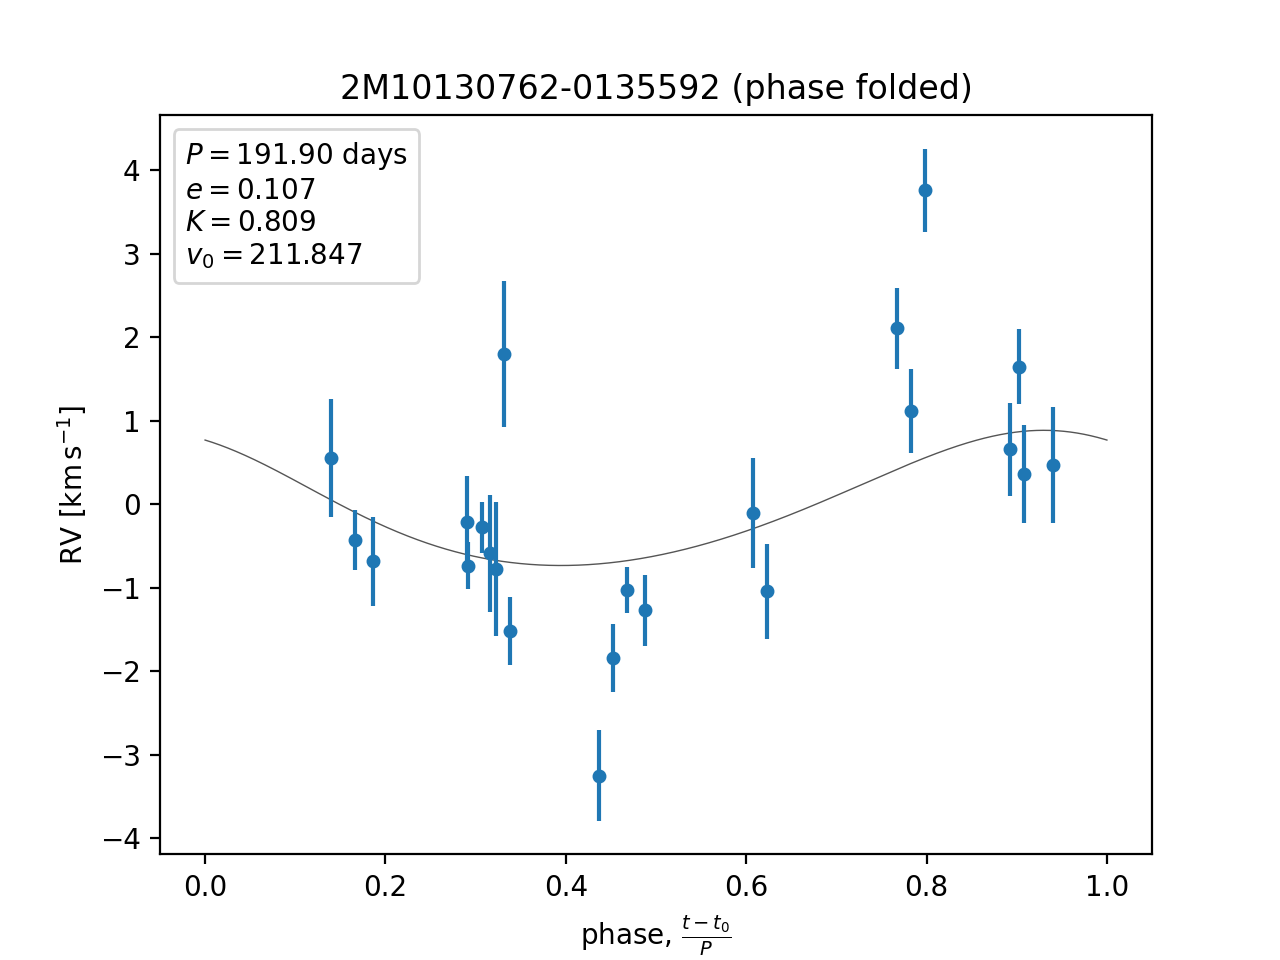 2M10130762-0135592 (phase folded)
P = 191.90 days
e = 0.107
K = 0.809
v₀ = 211.847
4
3
2
1
0
−1
−2
−3
−4
RV [km s⁻¹]
0.0 0.2 0.4 0.6 0.8 1.0
phase, (t − t₀)/P